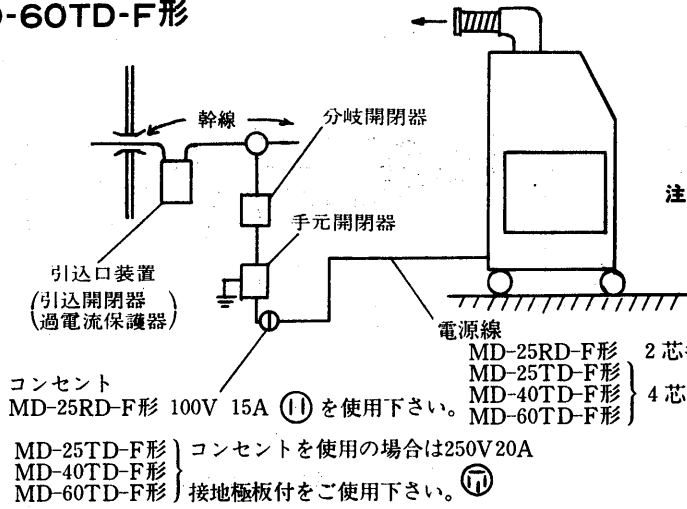 D-60TD-F形
幹線
分岐開閉器
手元開閉器
注
引込口装置
(引込開閉器
過電流保護器)
電源線
MD-25RD-F形 2芯
MD-25TD-F形
MD-40TD-F形 4芯
MD-60TD-F形
コンセント
MD-25RD-F形 100V 15A を使用下さい。
MD-25TD-F形
MD-40TD-F形
MD-60TD-F形
コンセントを使用の場合は250V20A
接地極板付をご使用下さい。